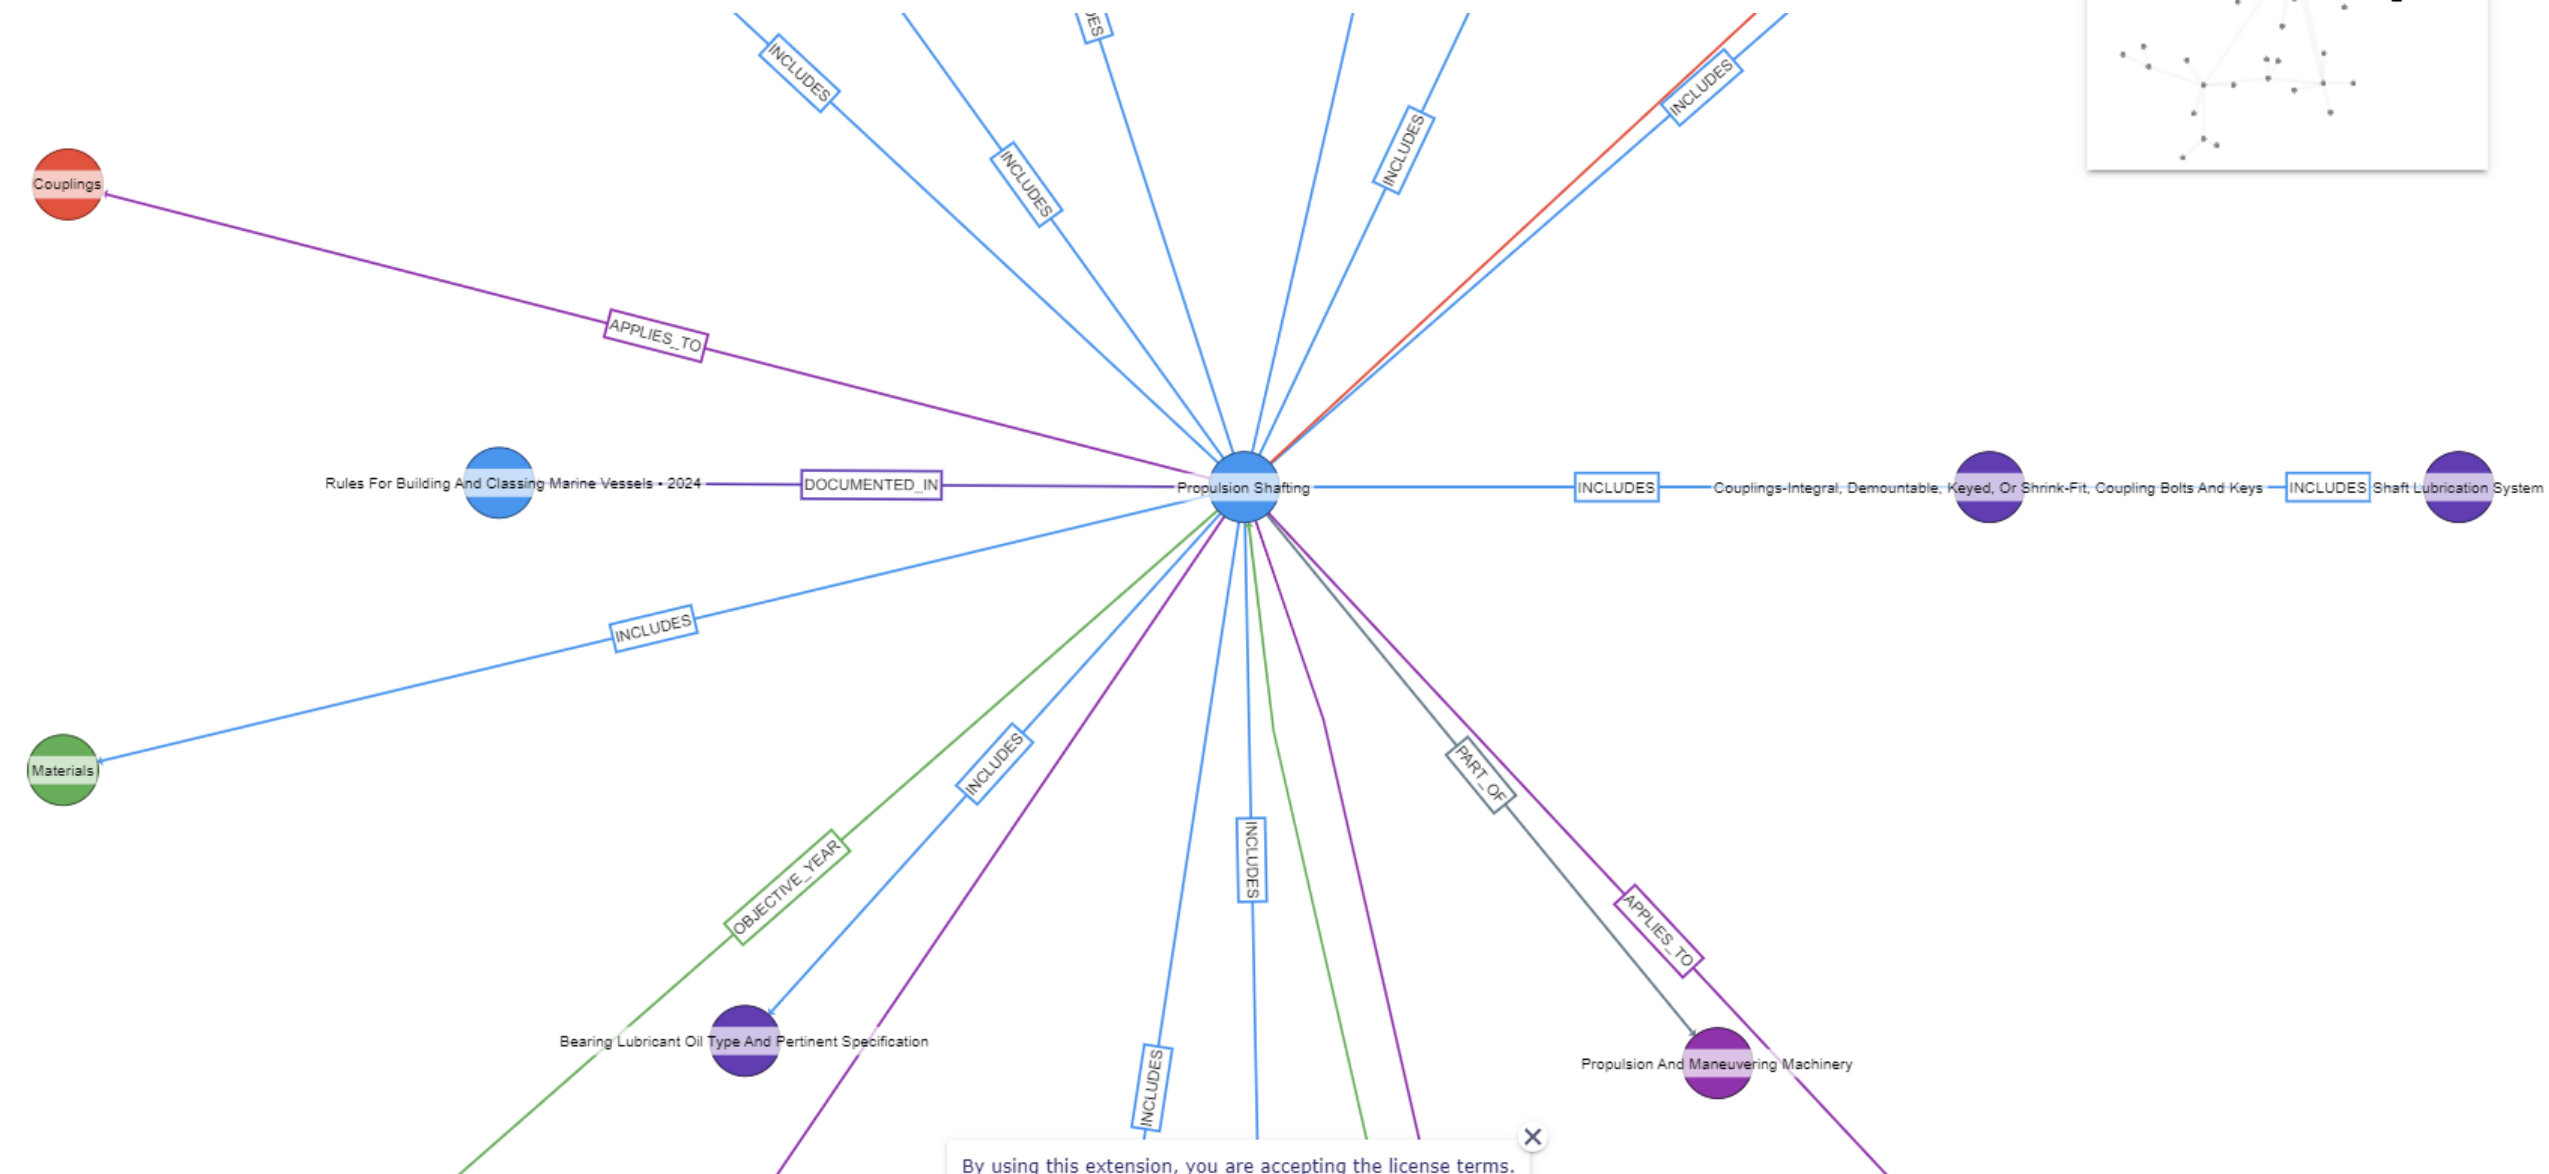 INCLUDES
INCLUDES
INCLUDES
INCLUDES
Couplings
APPLIES_TO
Rules For Building And Classing Marine Vessels • 2024
DOCUMENTED_IN
Propulsion Shafting
INCLUDES
Couplings-Integral, Demountable, Keyed, Or Shrink-Fit, Coupling Bolts And Keys
INCLUDES
Shaft Lubrication System
INCLUDES
Materials
INCLUDES
PART_OF
OBJECTIVE_YEAR
INCLUDES
APPLIES_TO
Bearing Lubricant Oil Type And Pertinent Specification
Propulsion And Maneuvering Machinery
INCLUDES
By using this extension, you are accepting the license terms.